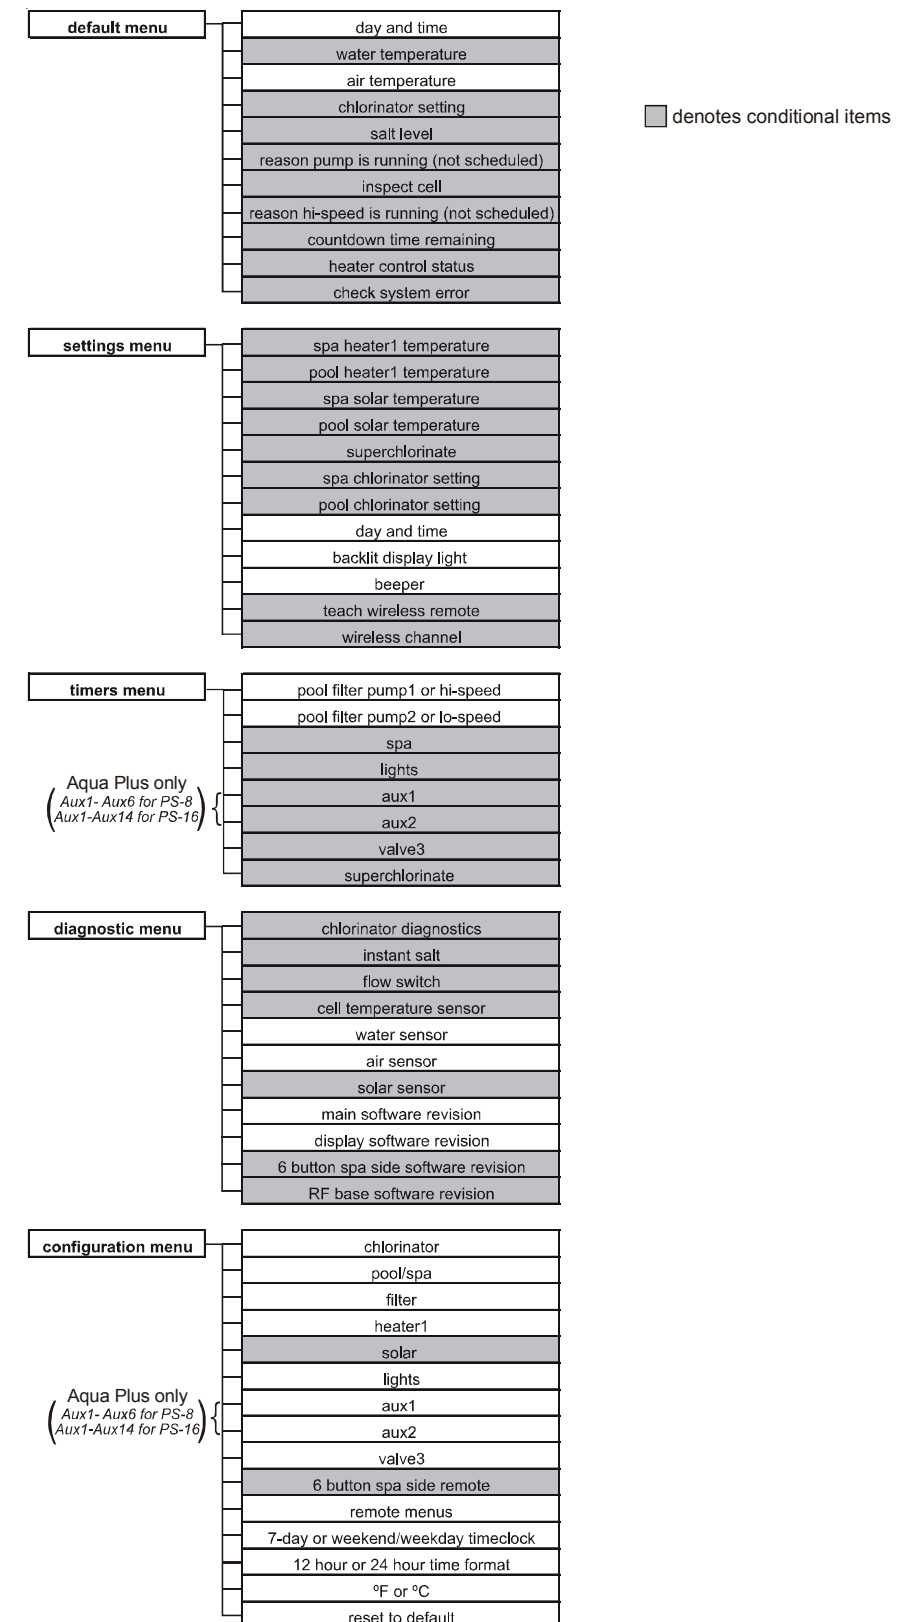 default menu
day and time
water temperature
air temperature
chlorinator setting
salt level
reason pump is running (not scheduled)
inspect cell
reason hi-speed is running (not scheduled)
countdown time remaining
heater control status
check system error
denotes conditional items
settings menu
spa heater1 temperature
pool heater1 temperature
spa solar temperature
pool solar temperature
superchlorinate
spa chlorinator setting
pool chlorinator setting
day and time
backlit display light
beeper
teach wireless remote
wireless channel
timers menu
pool filter pump1 or hi-speed
pool filter pump2 or lo-speed
spa
lights
Aqua Plus only
(Aux1- Aux6 for PS-8
Aux1-Aux14 for PS-16)
aux1
aux2
valve3
superchlorinate
diagnostic menu
chlorinator diagnostics
instant salt
flow switch
cell temperature sensor
water sensor
air sensor
solar sensor
main software revision
display software revision
6 button spa side software revision
RF base software revision
configuration menu
chlorinator
pool/spa
filter
heater1
solar
lights
Aqua Plus only
(Aux1- Aux6 for PS-8
Aux1-Aux14 for PS-16)
aux1
aux2
valve3
6 button spa side remote
remote menus
7-day or weekend/weekday timeclock
12 hour or 24 hour time format
ºF or ºC
reset to default